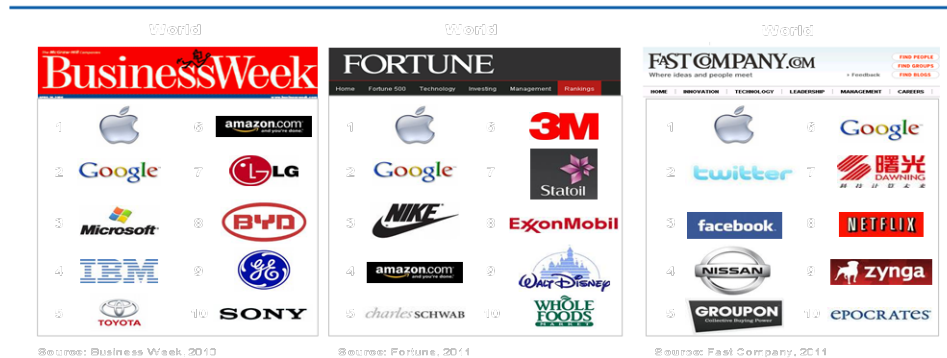 World
World
World
BusinessWeek
FORTUNE
Home Fortune 500 Technology Investing Management Rankings
FAST COMPANY.COM
Where ideas and people meet
Feedback
FIND PEOPLE
FIND GROUPS
FIND BLOGS
HOME INNOVATION TECHNOLOGY LEADERSHIP MANAGEMENT CAREERS
1
6 amazon.com
and you're done.
2 Google
7 LG
3 Microsoft
8 BYD
4 IBM
9 GE
5 TOYOTA
10 SONY
Source: Business Week, 2010
1
6 3M
2 Google
7 Statoil
3 NIKE
8 ExxonMobil
4 amazon.com
and you're done.
9 WALT DISNEY
5 charles SCHWAB
10 WHOLE
FOODS
MARKET
Source: Fortune, 2011
1
6 Google
2 twitter
7 曙光
DAWNING
3 facebook
8 NETFLIX
4 NISSAN
9 zynga
5 GROUPON
Collective Buying Power
10 EPOCRATES
Source: Fast Company, 2011